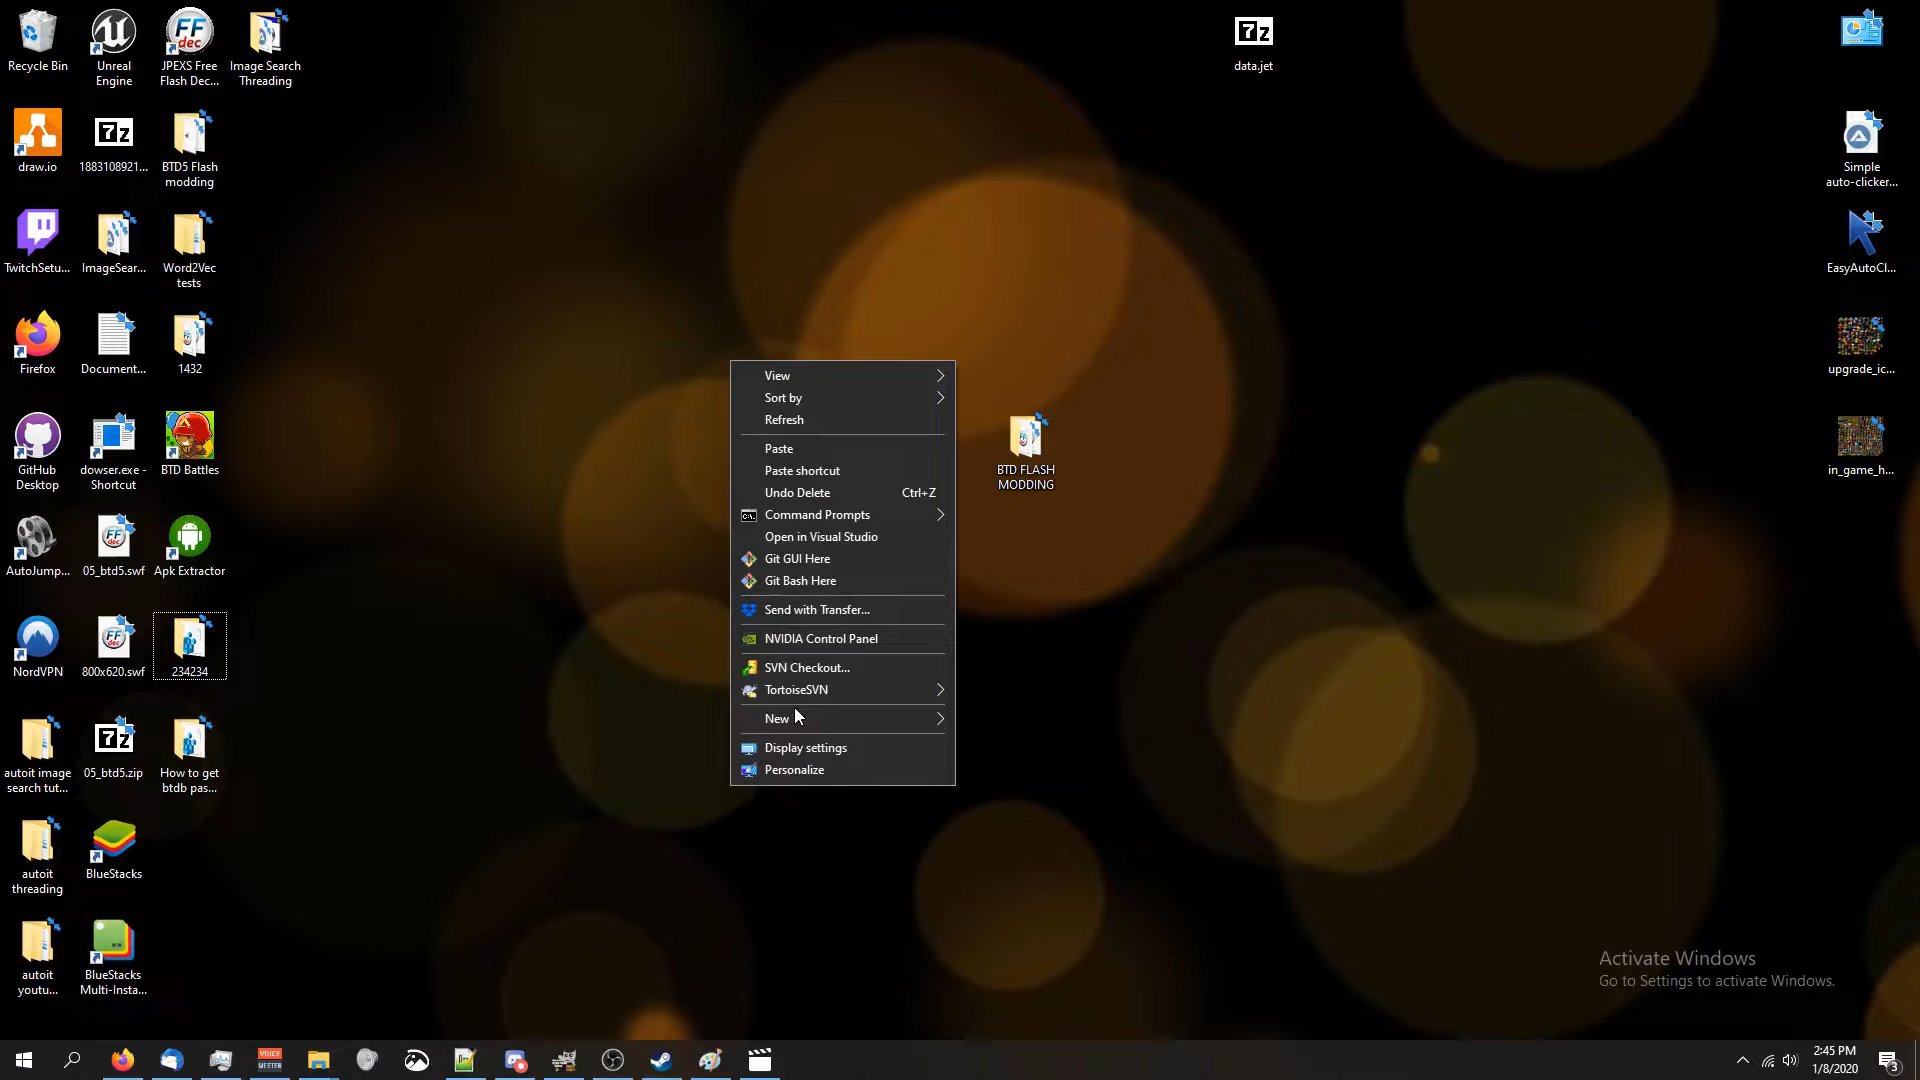 Recycle Bin
Unreal
Engine
JPEXS Free
Flash Dec...
Image Search
Threading
data.jet
draw.io
1883108921...
BTD5 Flash
modding
Simple
auto-clicker...
TwitchSetu...
ImageSear...
Word2Vec
tests
EasyAutoCl...
Firefox
Document...
1432
upgrade_ic...
GitHub
Desktop
dowser.exe -
Shortcut
BTD Battles
BTD FLASH
MODDING
in_game_h...
AutoJump...
05_btd5.swf
Apk Extractor
NordVPN
800x620.swf
234234
autoit image
search tut...
05_btd5.zip
How to get
btdb pas...
autoit
threading
BlueStacks
autoit
youtu...
BlueStacks
Multi-Insta...
View
Sort by
Refresh
Paste
Paste shortcut
Undo Delete Ctrl+Z
Command Prompts
Open in Visual Studio
Git GUI Here
Git Bash Here
Send with Transfer...
NVIDIA Control Panel
SVN Checkout...
TortoiseSVN
New
Display settings
Personalize
Activate Windows
Go to Settings to activate Windows.
VOICE
MEETER
2:45 PM
1/8/2020
3